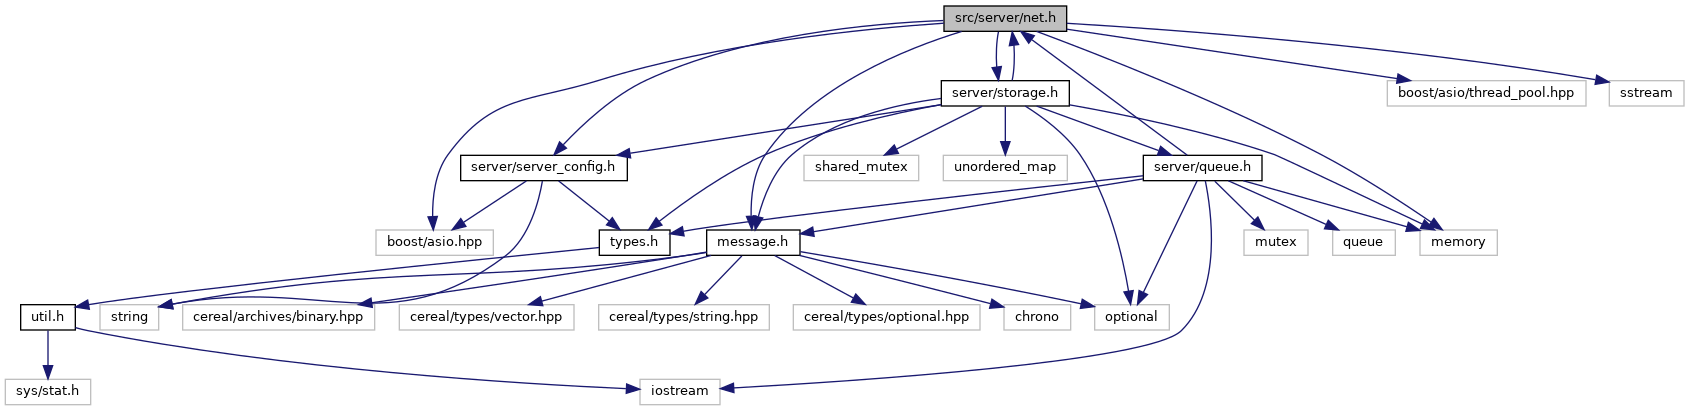 src/server/net.h
server/storage.h
boost/asio/thread_pool.hpp
sstream
server/server_config.h
shared_mutex
unordered_map
server/queue.h
boost/asio.hpp
types.h
message.h
mutex
queue
memory
util.h
string
cereal/archives/binary.hpp
cereal/types/vector.hpp
cereal/types/string.hpp
cereal/types/optional.hpp
chrono
optional
sys/stat.h
iostream